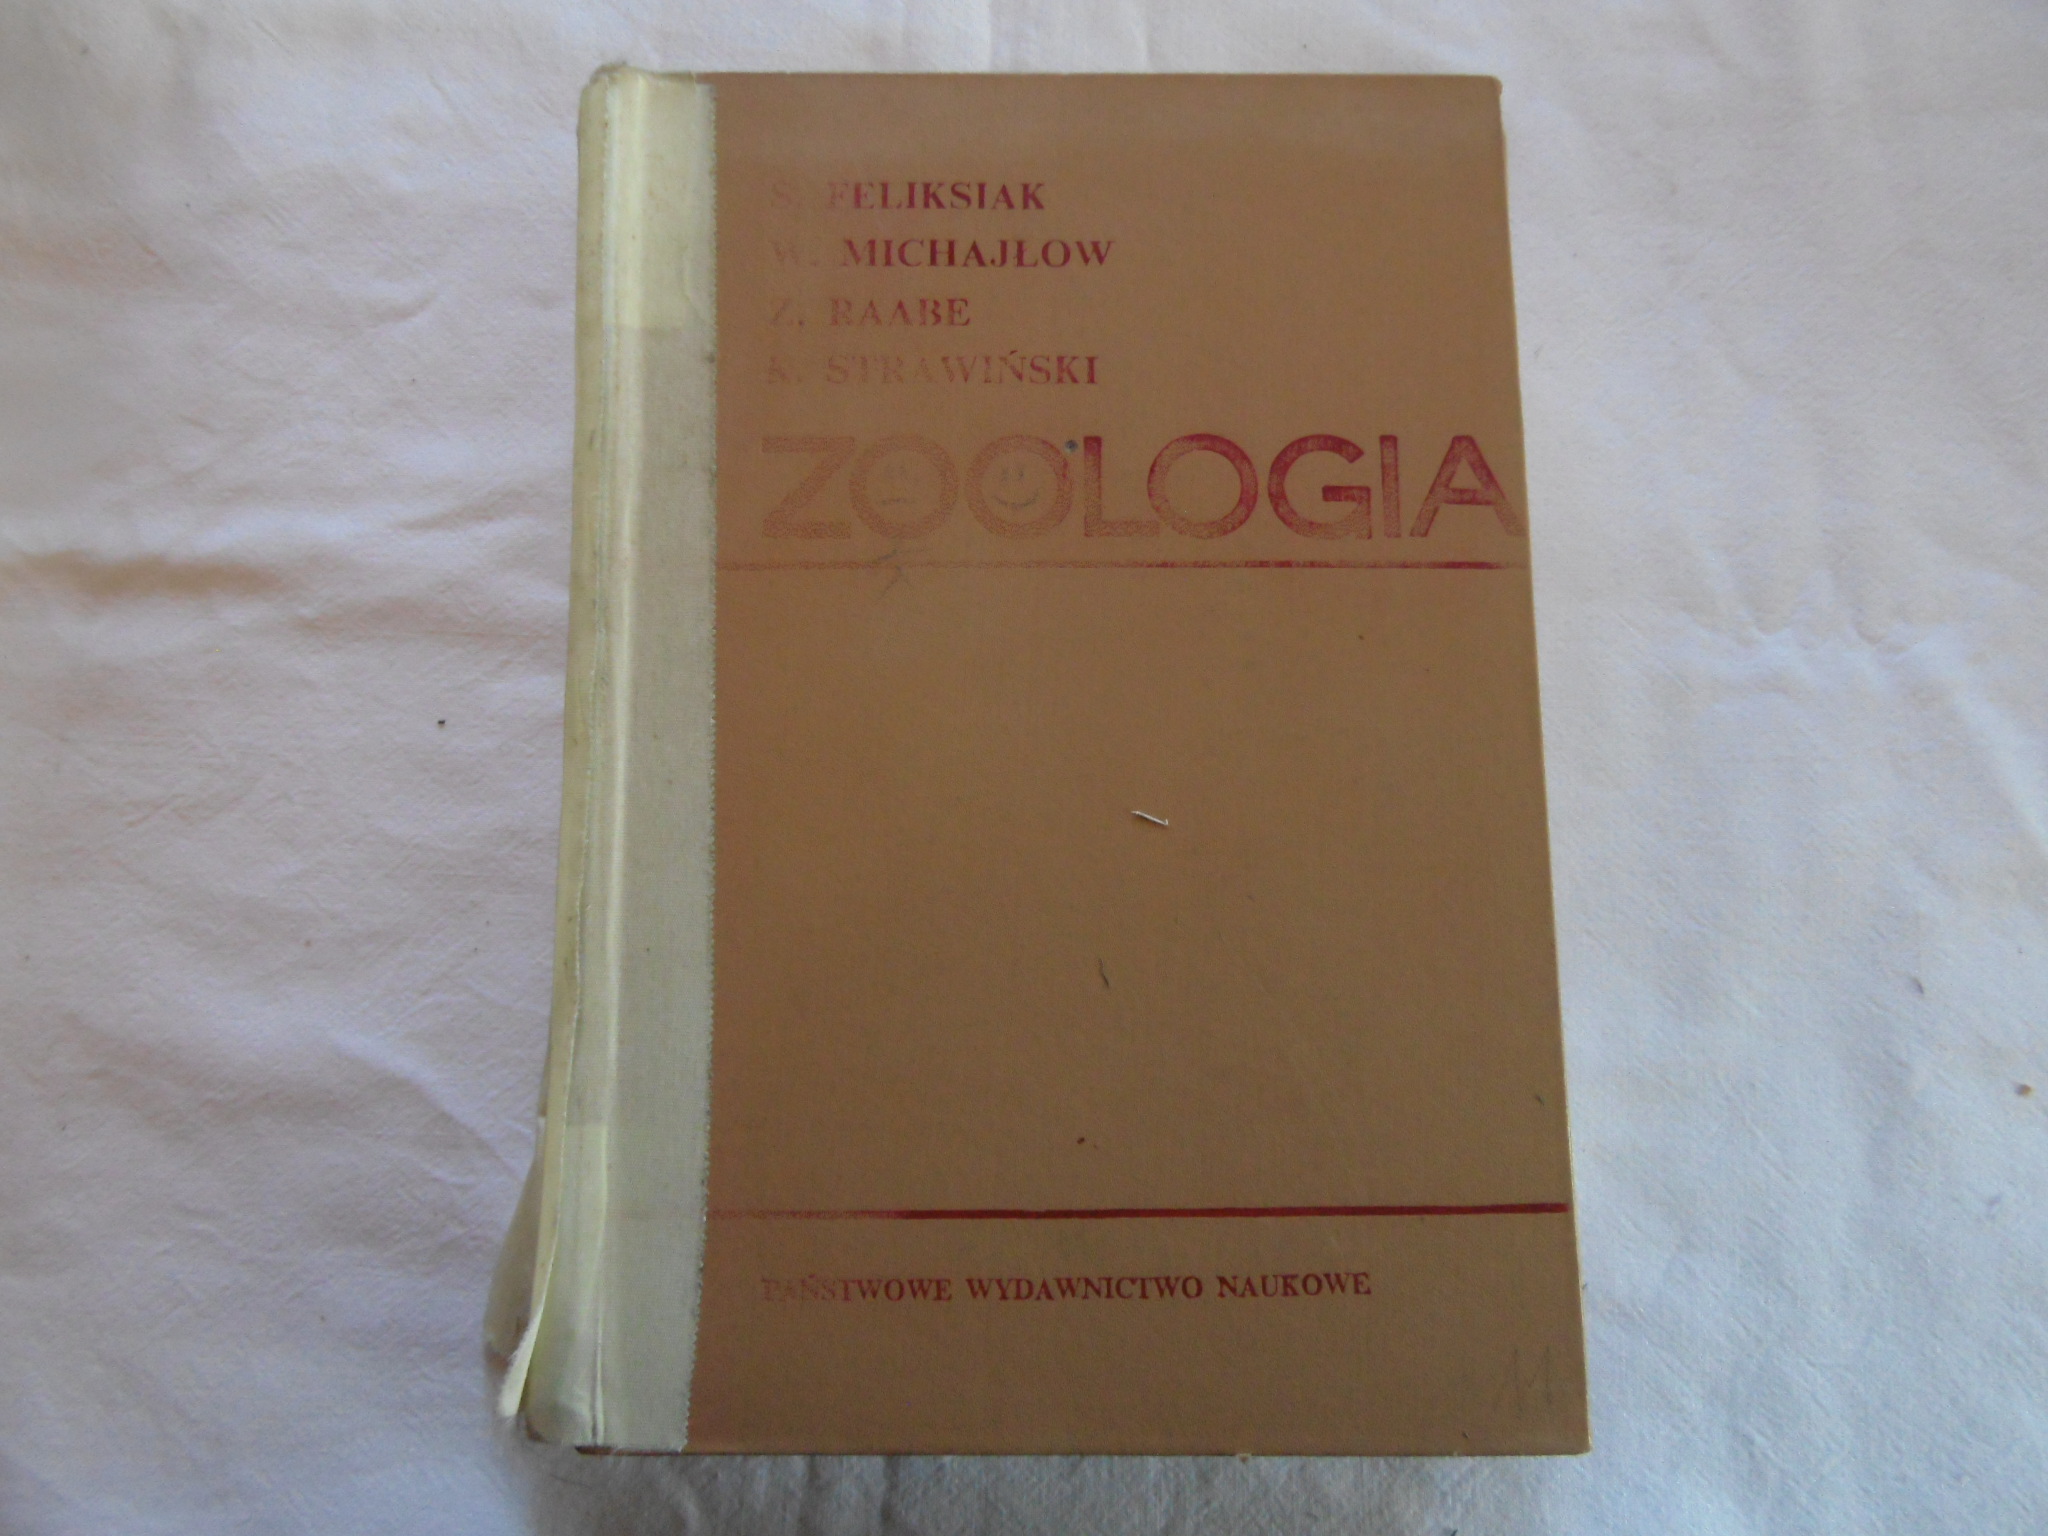 S. FELIKSIAK
W. MICHAJŁOW
Z. RAABE
K. STRAWIŃSKI
ZOOLOGIA
PAŃSTWOWE WYDAWNICTWO NAUKOWE